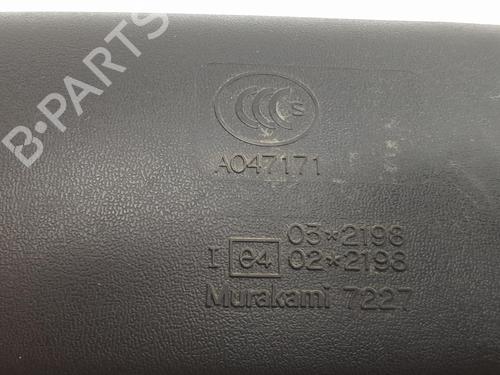 B-PARTS
CCC S
A047171
03*2198
I e4 02*2198
Murakami 7227